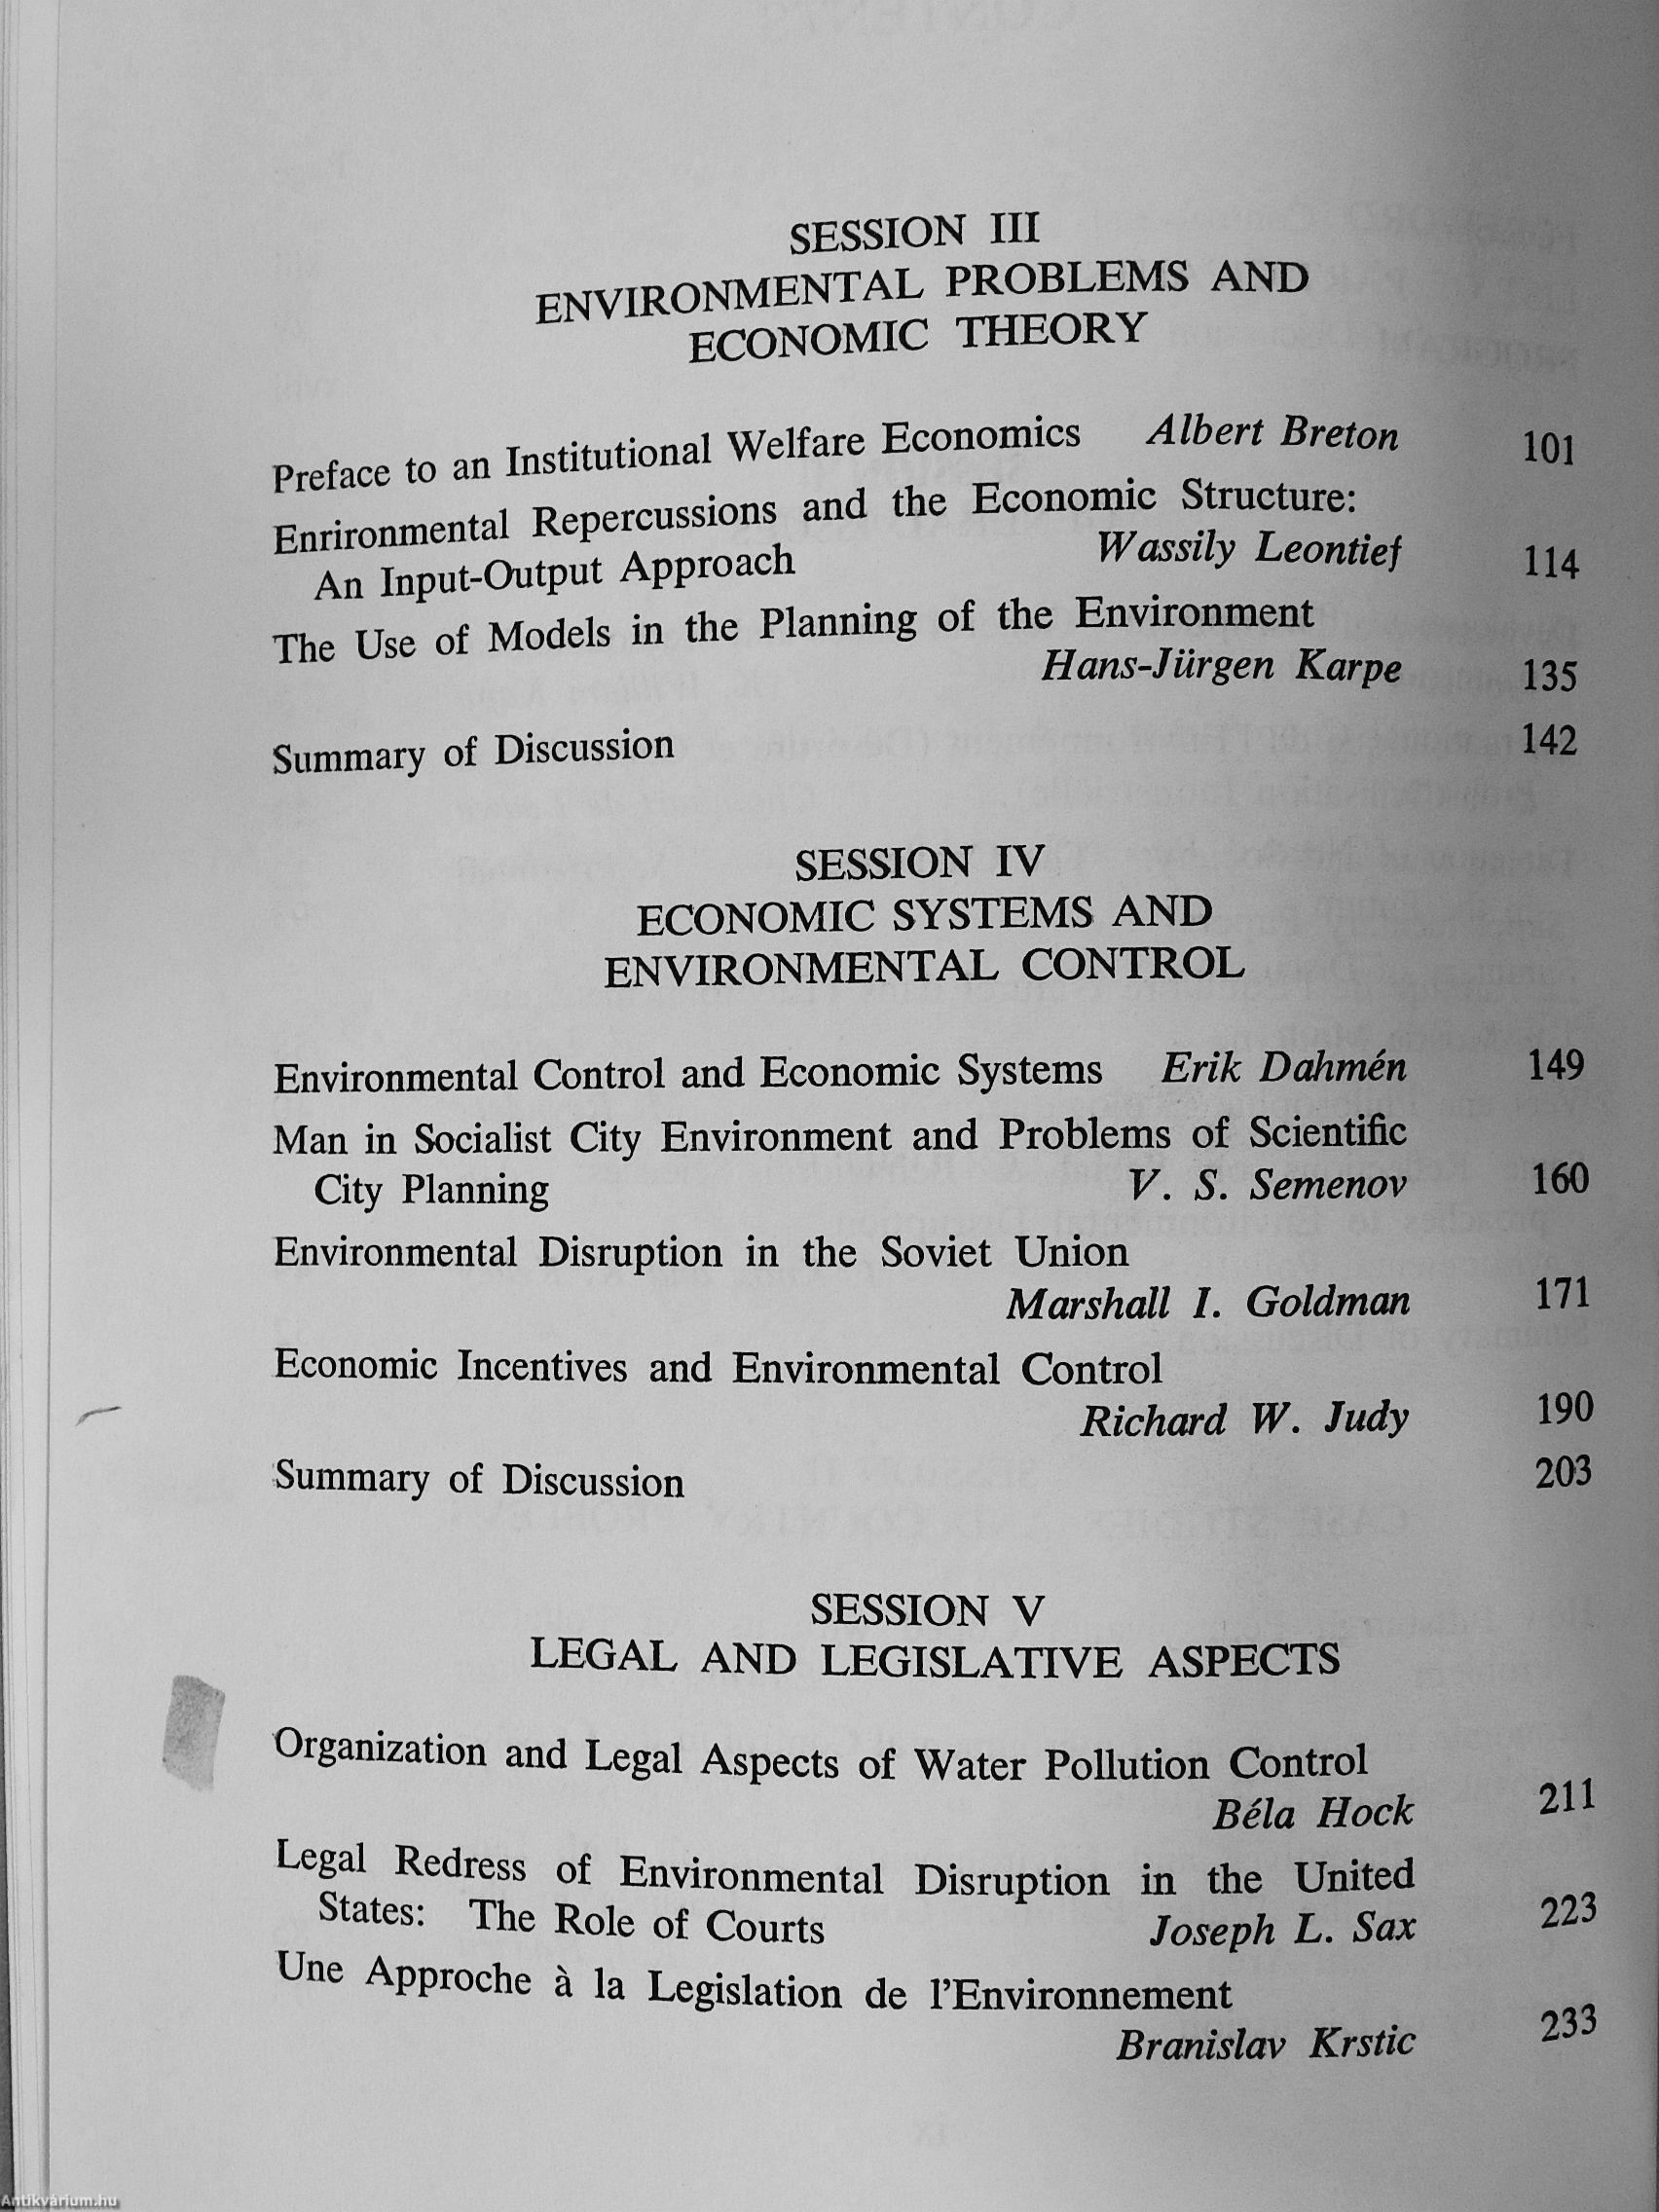 SESSION III
ENVIRONMENTAL PROBLEMS AND
ECONOMIC THEORY
Preface to an Institutional Welfare Economics Albert Breton 101
Enrironmental Repercussions and the Economic Structure:
An Input-Output Approach Wassily Leontief 114
The Use of Models in the Planning of the Environment
Hans-Jürgen Karpe 135
Summary of Discussion 142
SESSION IV
ECONOMIC SYSTEMS AND
ENVIRONMENTAL CONTROL
Environmental Control and Economic Systems Erik Dahmén 149
Man in Socialist City Environment and Problems of Scientific
City Planning V. S. Semenov 160
Environmental Disruption in the Soviet Union
Marshall I. Goldman 171
Economic Incentives and Environmental Control
Richard W. Judy 190
Summary of Discussion 203
SESSION V
LEGAL AND LEGISLATIVE ASPECTS
Organization and Legal Aspects of Water Pollution Control
Béla Hock 211
Legal Redress of Environmental Disruption in the United
States: The Role of Courts Joseph L. Sax 223
Une Approche à la Legislation de l'Environnement
Branislav Krstic 233
Antikvárium.hu